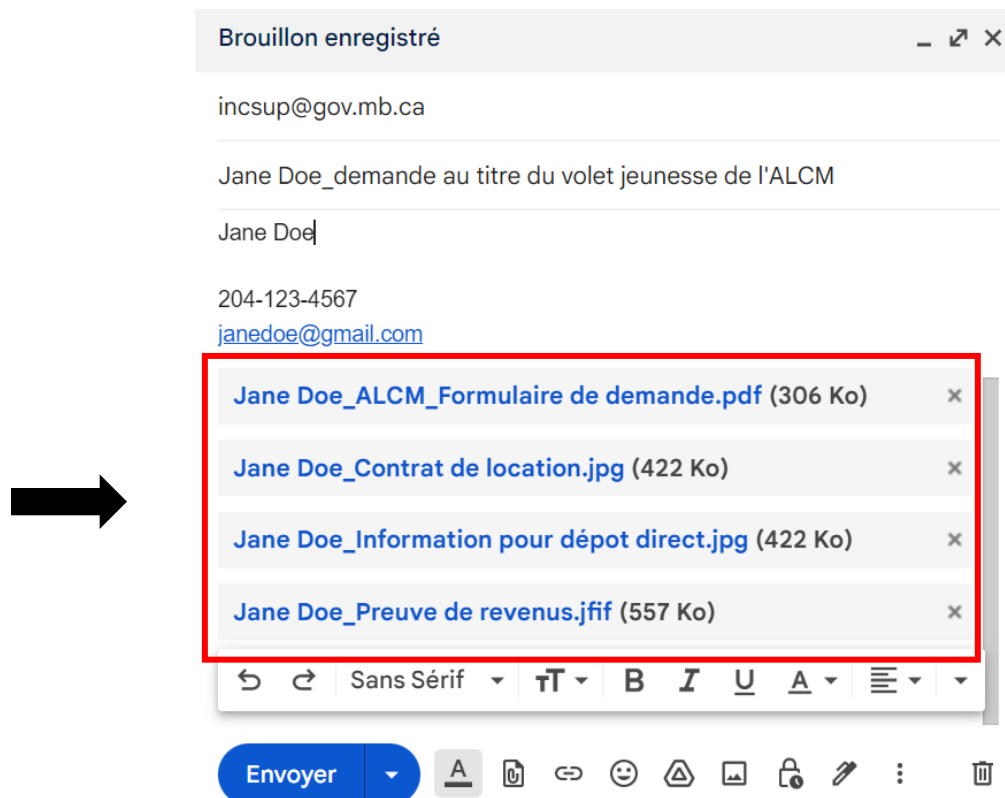 Brouillon enregistré
incsup@gov.mb.ca
Jane Doe_demande au titre du volet jeunesse de l'ALCM
Jane Doe
204-123-4567
janedoe@gmail.com
Jane Doe_ALCM_Formulaire de demande.pdf (306 Ko)
Jane Doe_Contrat de location.jpg (422 Ko)
Jane Doe_Information pour dépot direct.jpg (422 Ko)
Jane Doe_Preuve de revenus.jfif (557 Ko)
Sans Sérif TT B I U A
Envoyer A